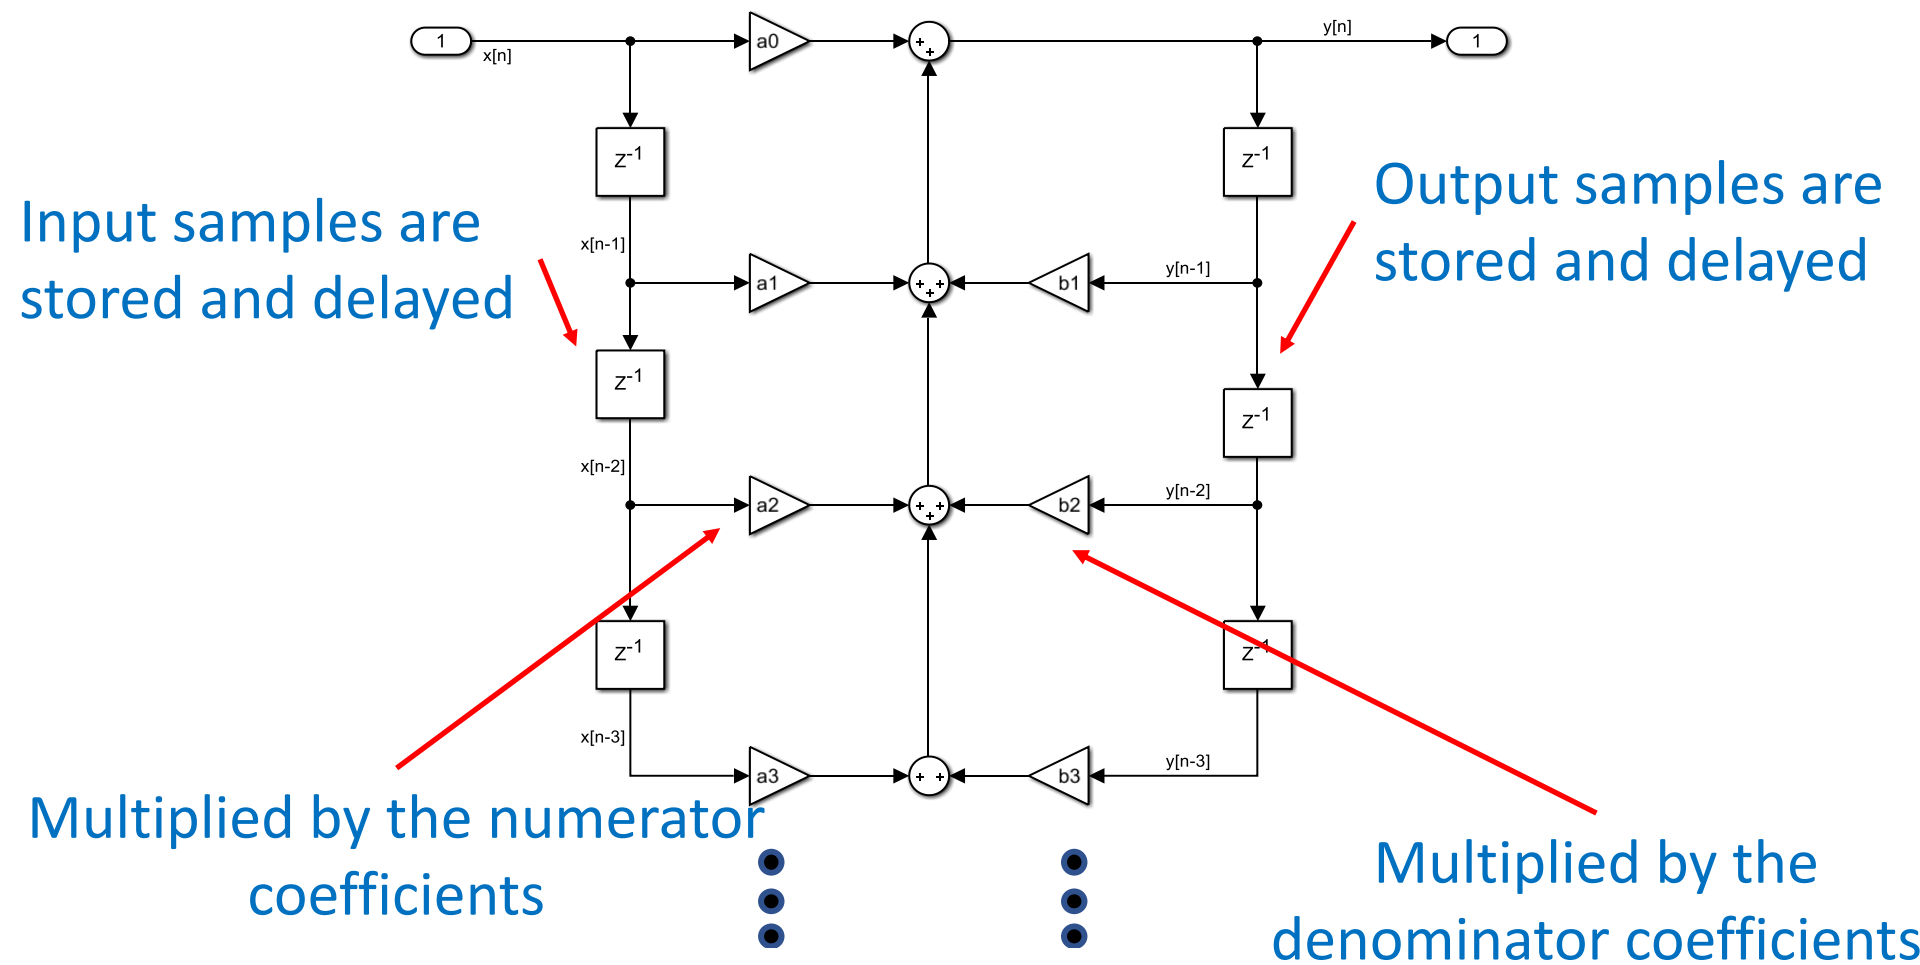 1
x[n]
a0
+
+
y[n]
1
z-1
z-1
Input samples are
stored and delayed
Output samples are
stored and delayed
x[n-1]
a1
+ +
+
b1
y[n-1]
z-1
z-1
x[n-2]
a2
+ +
+
b2
y[n-2]
z-1
z-1
x[n-3]
a3
+ +
b3
y[n-3]
Multiplied by the numerator
coefficients
Multiplied by the
denominator coefficients